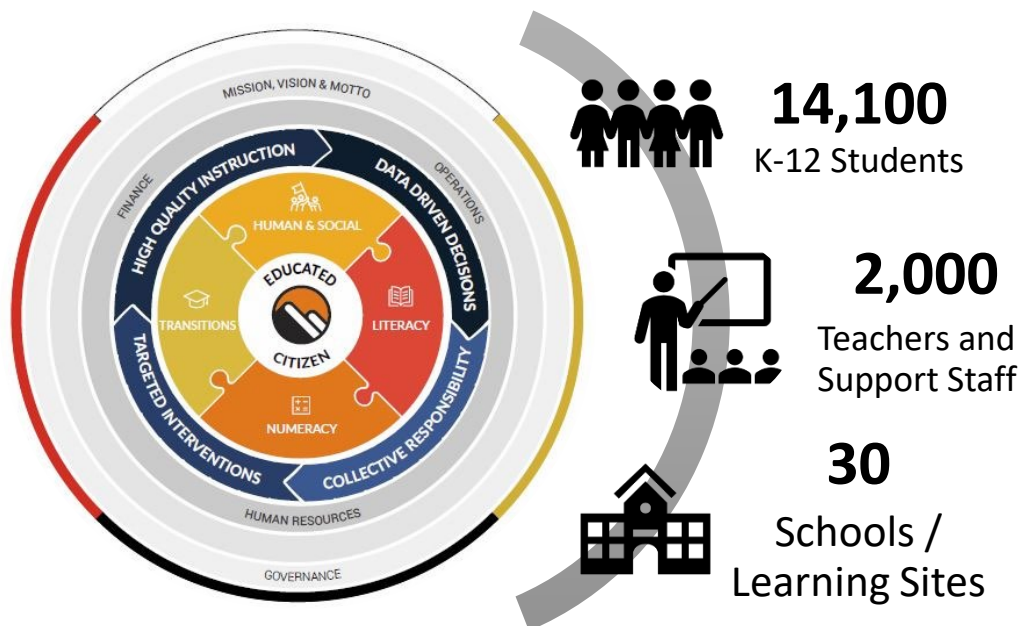 MISSION, VISION & MOTTO
FINANCE
OPERATIONS
HIGH QUALITY INSTRUCTION
DATA DRIVEN DECISIONS
HUMAN & SOCIAL
EDUCATED
CITIZEN
TRANSITIONS
LITERACY
NUMERACY
TARGETED INTERVENTIONS
COLLECTIVE RESPONSIBILITY
HUMAN RESOURCES
GOVERNANCE
14,100
K-12 Students
2,000
Teachers and
Support Staff
30
Schools /
Learning Sites